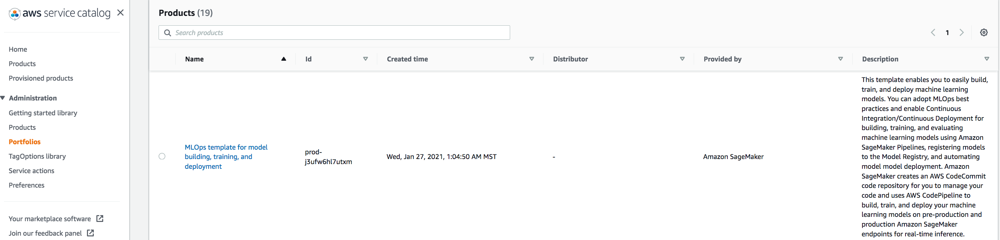 aws service catalog
Home
Products
Provisioned products
Administration
Getting started library
Products
Portfolios
TagOptions library
Service actions
Preferences
Your marketplace software
Join our feedback panel
Products (19)
Search products
1
Name
Id
Created time
Distributor
Provided by
Description
MLOps template for model
building, training, and
deployment
prod-
j3ufw6hl7utxm
Wed, Jan 27, 2021, 1:04:50 AM MST
-
Amazon SageMaker
This template enables you to easily build,
train, and deploy machine learning
models. You can adopt MLOps best
practices and enable Continuous
Integration/Continuous Deployment for
building, training, and evaluating
machine learning models using Amazon
SageMaker Pipelines, registering models
to the Model Registry, and automating
model model deployment. Amazon
SageMaker creates an AWS CodeCommit
code repository for you to manage your
code and uses AWS CodePipeline to
build, train, and deploy your machine
learning models on pre-production and
production Amazon SageMaker
endpoints for real-time inference.